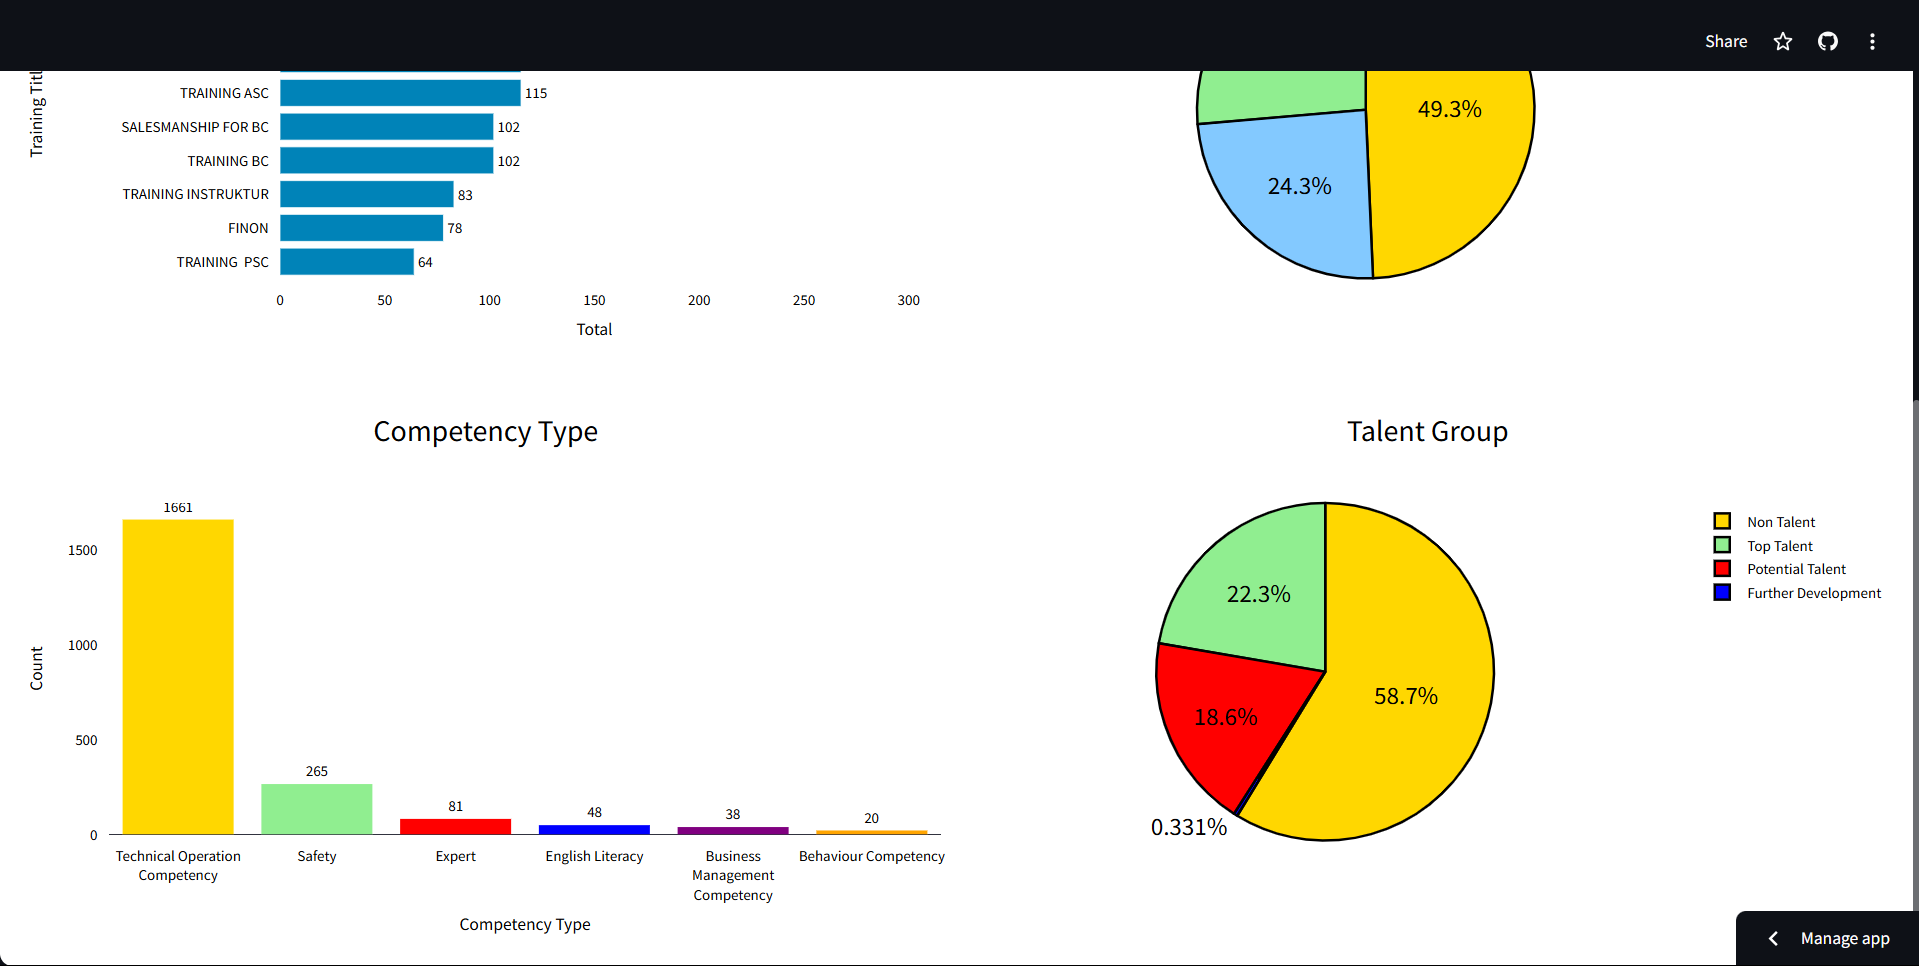 Share
Training Titl
TRAINING ASC 115
SALESMANSHIP FOR BC 102
TRAINING BC 102
TRAINING INSTRUKTUR 83
FINON 78
TRAINING PSC 64
0 50 100 150 200 250 300
Total
49.3%
24.3%
Competency Type
1661
1500
1000
500
0
Count
265
81
48
38
20
Technical Operation
Competency
Safety
Expert
English Literacy
Business
Management
Competency
Behaviour Competency
Competency Type
Talent Group
22.3%
58.7%
18.6%
0.331%
Non Talent
Top Talent
Potential Talent
Further Development
Manage app